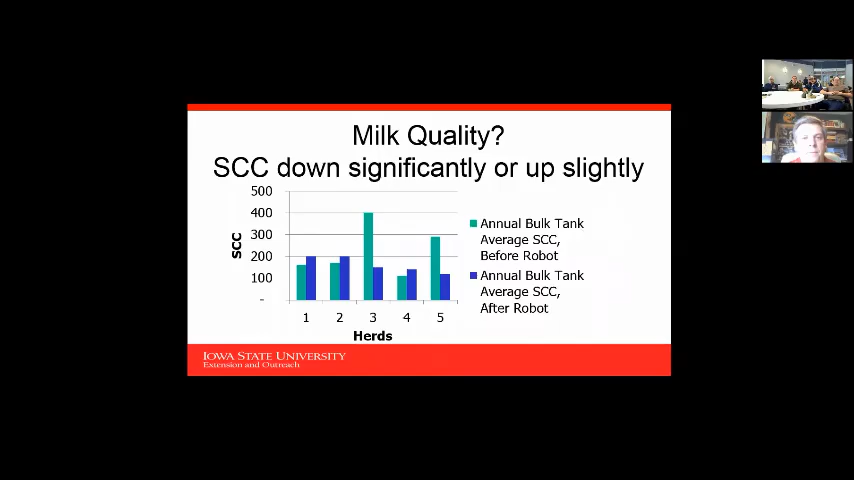 Milk Quality?
SCC down significantly or up slightly
500
400
300
200
100
-
SCC
1 2 3 4 5
Herds
Annual Bulk Tank
Average SCC,
Before Robot
Annual Bulk Tank
Average SCC,
After Robot
IOWA STATE UNIVERSITY
Extension and Outreach